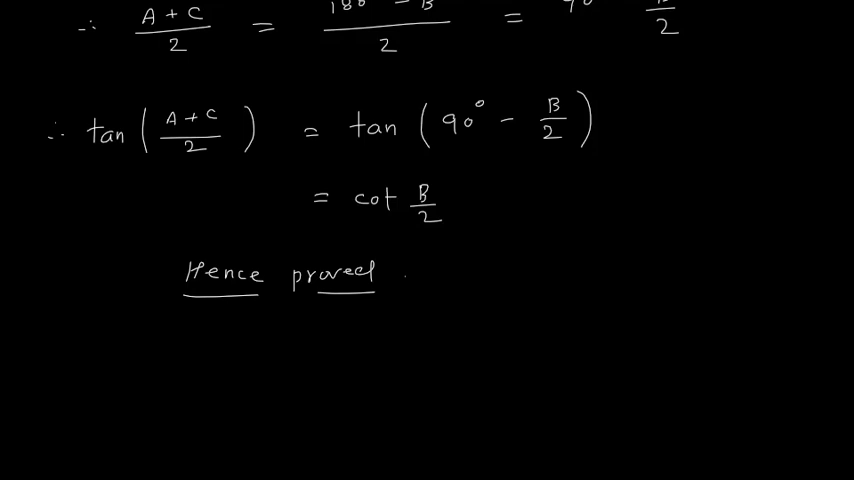 ∴ A + C / 2 = 180 - B / 2 = 90 B / 2
∴ tan ( A + C / 2 ) = tan ( 90° - B / 2 )
= cot B / 2
Hence proved .